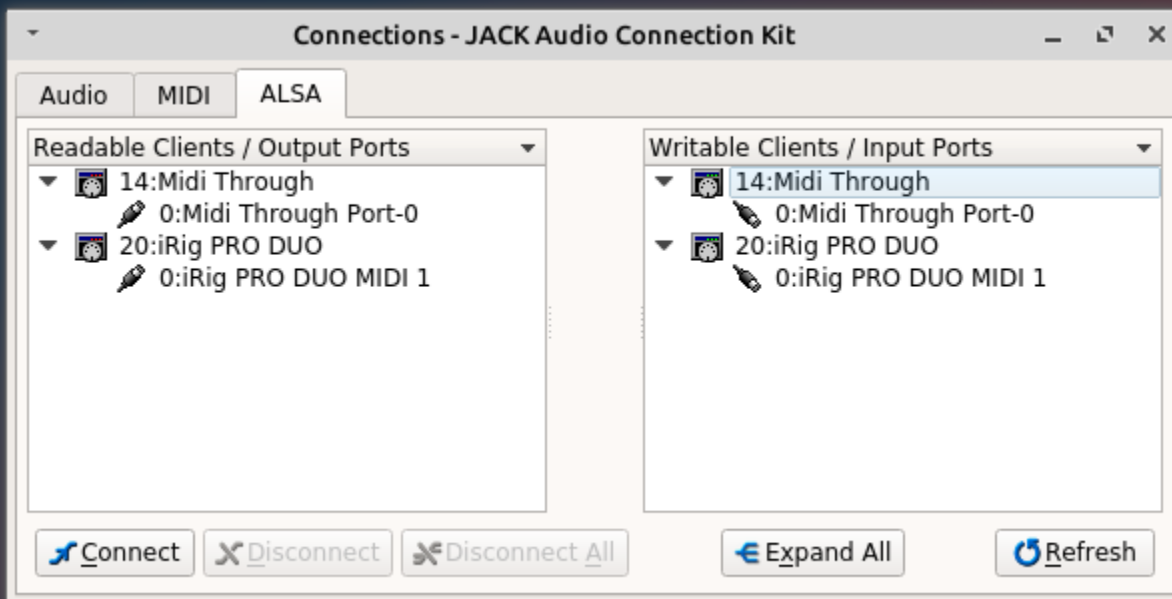 Connections - JACK Audio Connection Kit
Audio
MIDI
ALSA
Readable Clients / Output Ports
14:Midi Through
0:Midi Through Port-0
20:iRig PRO DUO
0:iRig PRO DUO MIDI 1
Writable Clients / Input Ports
14:Midi Through
0:Midi Through Port-0
20:iRig PRO DUO
0:iRig PRO DUO MIDI 1
Connect
Disconnect
Disconnect All
Expand All
Refresh